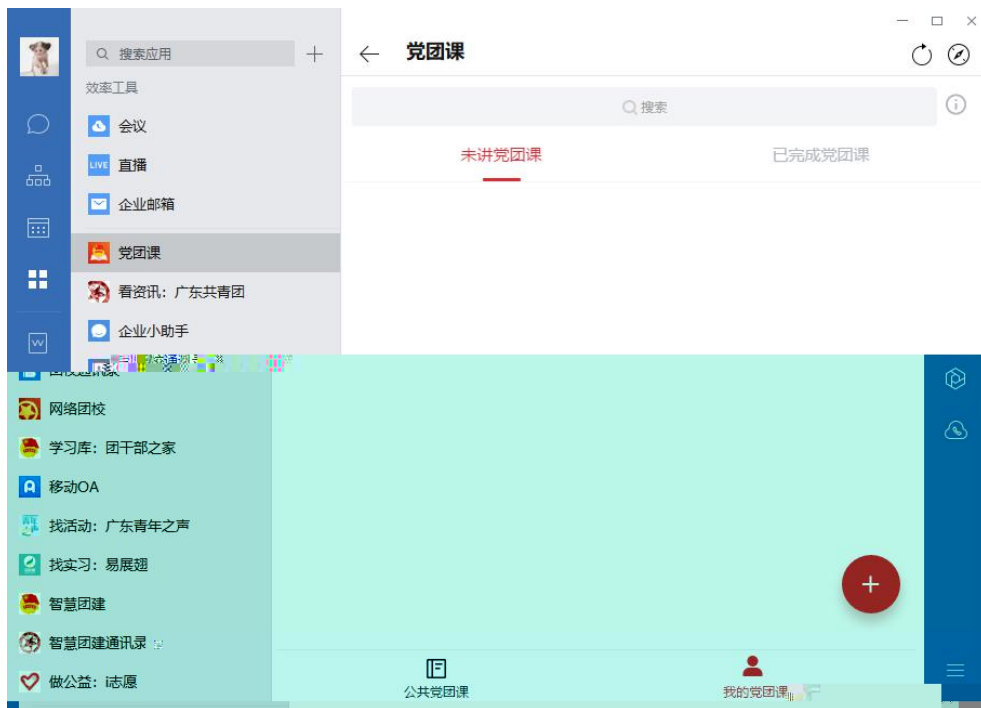 搜索应用
党团课
效率工具
搜索
会议
未讲党团课
已完成党团课
LIVE 直播
企业邮箱
党团课
看资讯：广东共青团
企业小助手
网络团校
学习库：团干部之家
移动OA
找活动：广东青年之声
找实习：易展翅
智慧团建
智慧团建通讯录
做公益：i志愿
公共党团课
我的党团课